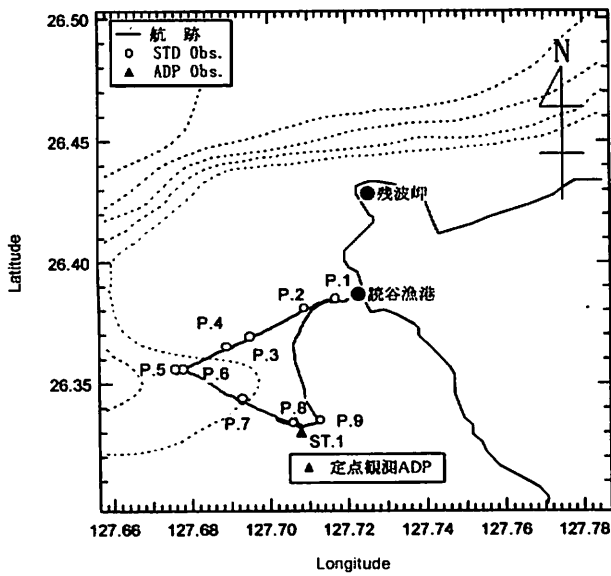 26.50
航 跡
STD Obs.
ADP Obs.
N
26.45
残波岬
Latitude
26.40
P.1
読谷漁港
P.2
P.4
P.3
P.5
P.6
26.35
P.7
P.8
P.9
ST.1
定点観測ADP
127.66
127.68
127.70
127.72
127.74
127.76
127.78
Longitude